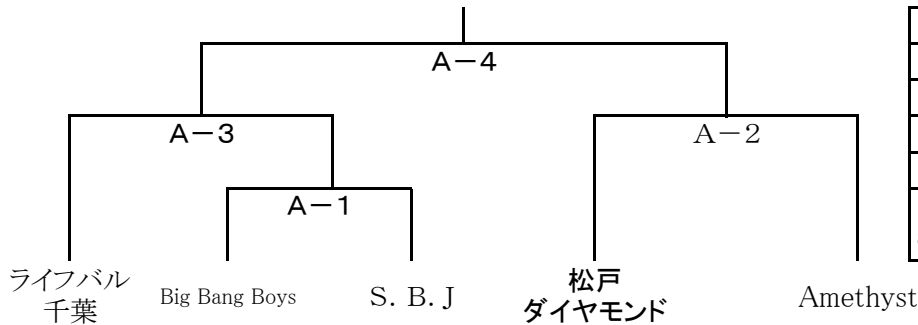 A－4
A－3
A－2
A－1
ライフバル
千葉
Big Bang Boys
S．B．J
松戸
ダイヤモンド
Amethyst